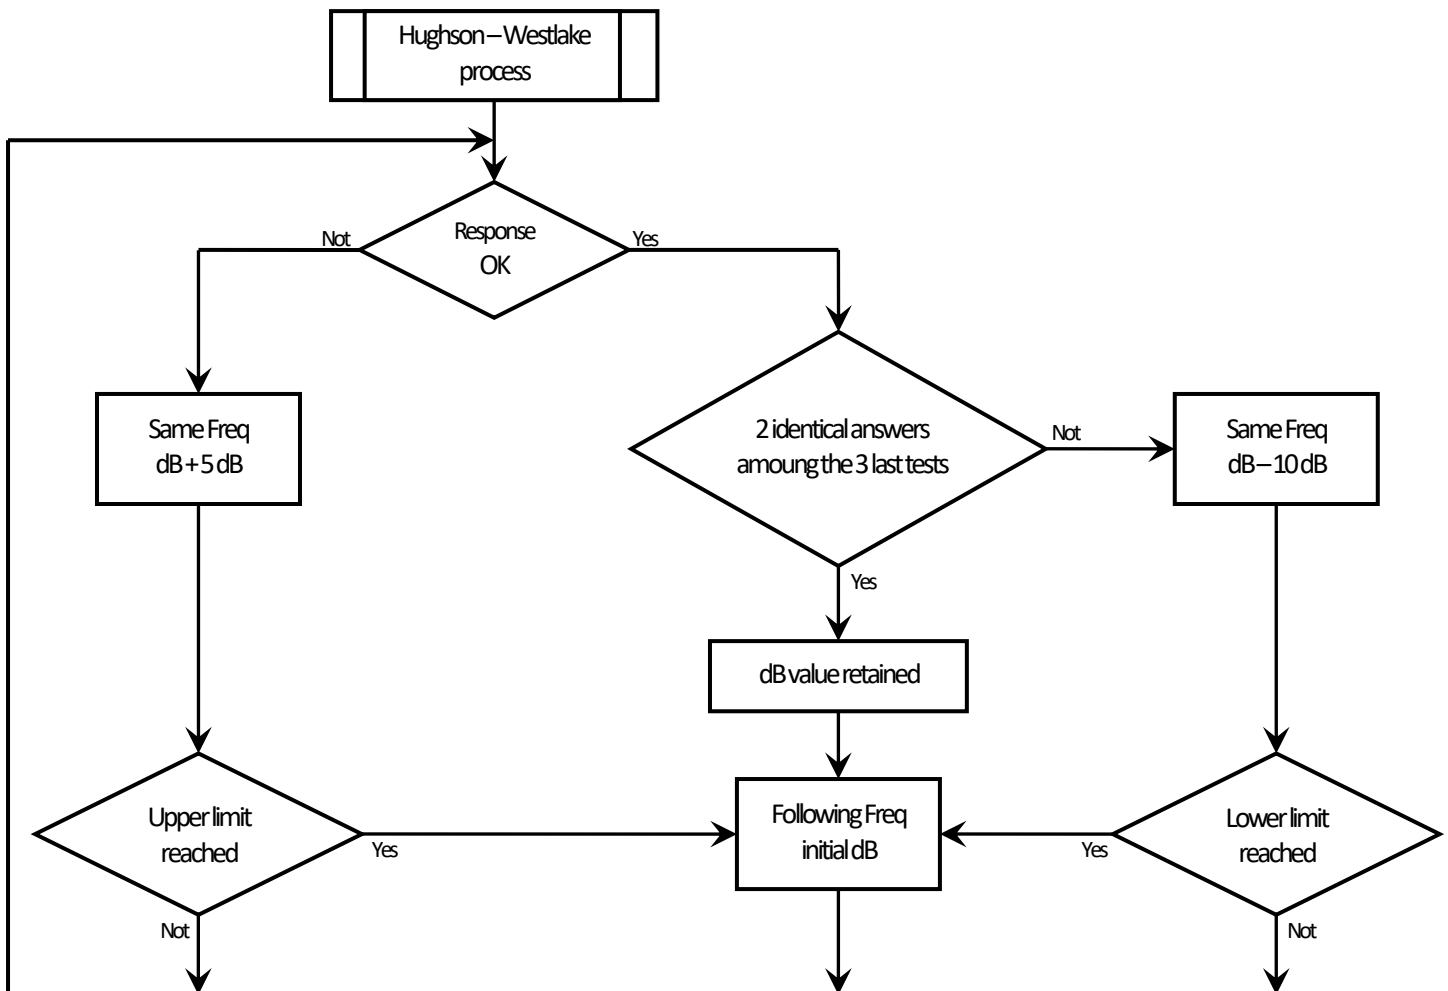 Hughson – Westlake
process
Not
Response
OK
Yes
Same Freq
dB + 5 dB
2 identical answers
amoung the 3 last tests
Not
Same Freq
dB – 10 dB
Yes
dB value retained
Upper limit
reached
Yes
Following Freq
initial dB
Yes
Lower limit
reached
Not
Not